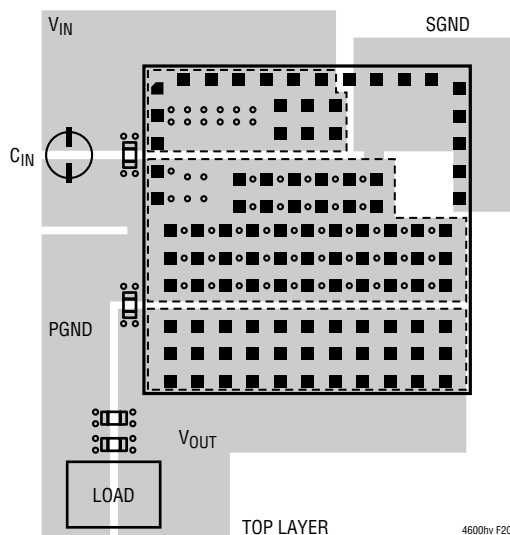 VIN
SGND
CIN
PGND
VOUT
LOAD
TOP LAYER
4600hv F20